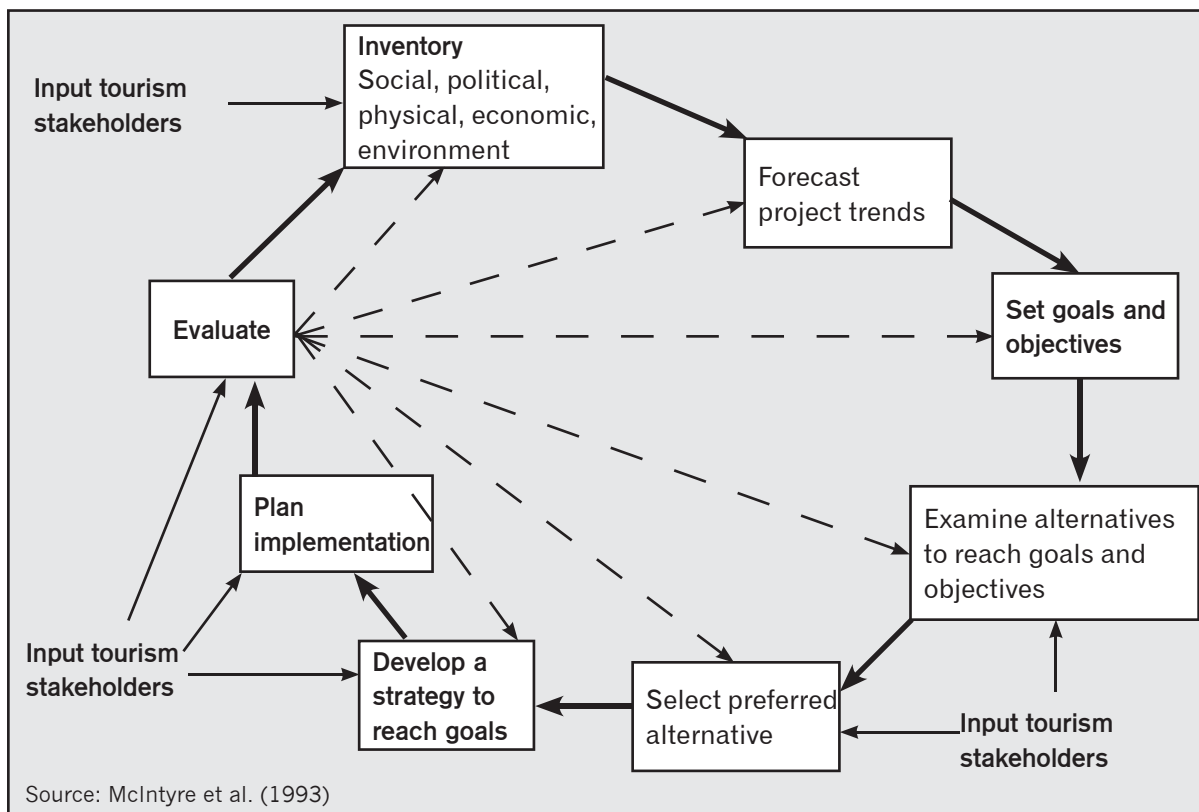 Inventory
Social, political,
physical, economic,
environment
Input tourism
stakeholders
Forecast
project trends
Set goals and
objectives
Evaluate
Examine alternatives
to reach goals and
objectives
Plan
implementation
Input tourism
stakeholders
Develop a
strategy to
reach goals
Select preferred
alternative
Input tourism
stakeholders
Source: McIntyre et al. (1993)